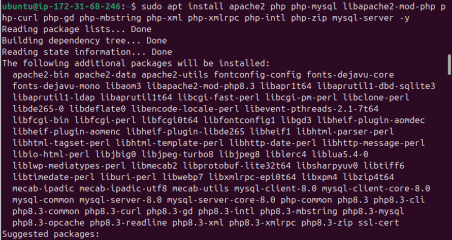 ubuntu@ip-172-31-68-246:~$ sudo apt install apache2 php php-mysql libapache2-mod-php p
hp-curl php-gd php-mbstring php-xml php-xmlrpc php-intl php-zip mysql-server -y
Reading package lists... Done
Building dependency tree... Done
Reading state information... Done
The following additional packages will be installed:
  apache2-bin apache2-data apache2-utils fontconfig-config fonts-dejavu-core
  fonts-dejavu-mono libaom3 libapache2-mod-php8.3 libapr1t64 libaprutil1-dbd-sqlite3
  libaprutil1-ldap libaprutil1t64 libcgi-fast-perl libcgi-pm-perl libclone-perl
  libde265-0 libdeflate0 libencode-locale-perl libevent-pthreads-2.1-7t64
  libfcgi-bin libfcgi-perl libfcgi0t64 libfontconfig1 libgd3 libheif-plugin-aomdec
  libheif-plugin-aomenc libheif-plugin-libde265 libheif1 libhtml-parser-perl
  libhtml-tagset-perl libhtml-template-perl libhttp-date-perl libhttp-message-perl
  libio-html-perl libjbig0 libjpeg-turbo8 libjpeg8 liblerc4 liblua5.4-0
  liblwp-mediatypes-perl libmecab2 libprotobuf-lite32t64 libsharpyuv0 libtiff6
  libtimedate-perl liburi-perl libwebp7 libxmlrpc-epi0t64 libxpm4 libzip4t64
  mecab-ipadic mecab-ipadic-utf8 mecab-utils mysql-client-8.0 mysql-client-core-8.0
  mysql-common mysql-server-8.0 mysql-server-core-8.0 php-common php8.3 php8.3-cli
  php8.3-common php8.3-curl php8.3-gd php8.3-intl php8.3-mbstring php8.3-mysql
  php8.3-opcache php8.3-readline php8.3-xml php8.3-xmlrpc php8.3-zip ssl-cert
Suggested packages: